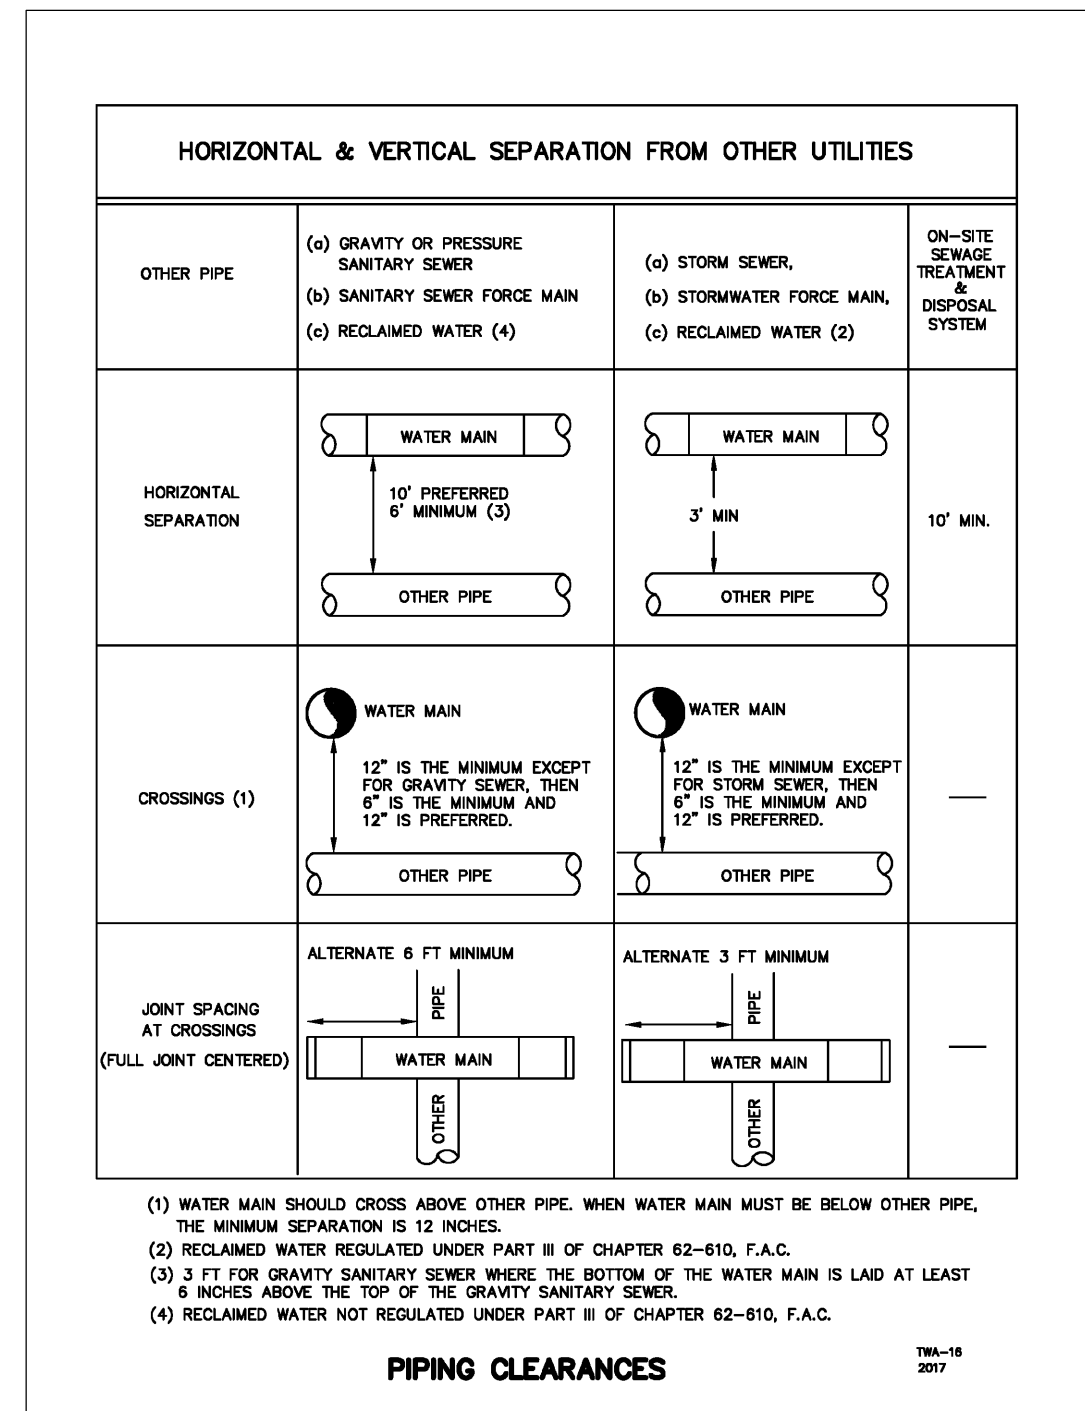 HORIZONTAL & VERTICAL SEPARATION FROM OTHER UTILITIES
OTHER PIPE
(a) GRAVITY OR PRESSURE
SANITARY SEWER
(b) SANITARY SEWER FORCE MAIN
(c) RECLAIMED WATER (4)
(a) STORM SEWER,
(b) STORMWATER FORCE MAIN,
(c) RECLAIMED WATER (2)
ON-SITE
SEWAGE
TREATMENT
&
DISPOSAL
SYSTEM
HORIZONTAL
SEPARATION
WATER MAIN
10' PREFERRED
6' MINIMUM (3)
OTHER PIPE
WATER MAIN
3' MIN
OTHER PIPE
10' MIN.
CROSSINGS (1)
WATER MAIN
12" IS THE MINIMUM EXCEPT
FOR GRAVITY SEWER, THEN
6" IS THE MINIMUM AND
12" IS PREFERRED.
OTHER PIPE
WATER MAIN
12" IS THE MINIMUM EXCEPT
FOR STORM SEWER, THEN
6" IS THE MINIMUM AND
12" IS PREFERRED.
OTHER PIPE
JOINT SPACING
AT CROSSINGS
(FULL JOINT CENTERED)
ALTERNATE 6 FT MINIMUM
PIPE
WATER MAIN
OTHER
ALTERNATE 3 FT MINIMUM
PIPE
WATER MAIN
OTHER
(1) WATER MAIN SHOULD CROSS ABOVE OTHER PIPE. WHEN WATER MAIN MUST BE BELOW OTHER PIPE,
THE MINIMUM SEPARATION IS 12 INCHES.
(2) RECLAIMED WATER REGULATED UNDER PART III OF CHAPTER 62-610, F.A.C.
(3) 3 FT FOR GRAVITY SANITARY SEWER WHERE THE BOTTOM OF THE WATER MAIN IS LAID AT LEAST
6 INCHES ABOVE THE TOP OF THE GRAVITY SANITARY SEWER.
(4) RECLAIMED WATER NOT REGULATED UNDER PART III OF CHAPTER 62-610, F.A.C.
PIPING CLEARANCES
TWA-16
2017